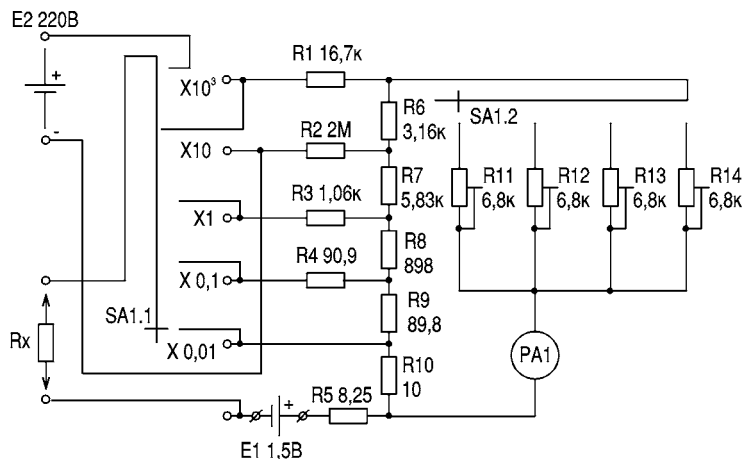 E2 220В
+
-
X10³
R1 16,7к
X10
R2 2М
R6
3,16к
SA1.2
R7
5,83к
R11
6,8к
R12
6,8к
R13
6,8к
R14
6,8к
X1
R3 1,06к
R8
898
X 0,1
R4 90,9
R9
89,8
SA1.1
X 0,01
Rx
R10
10
PA1
+
R5 8,25
E1 1,5В